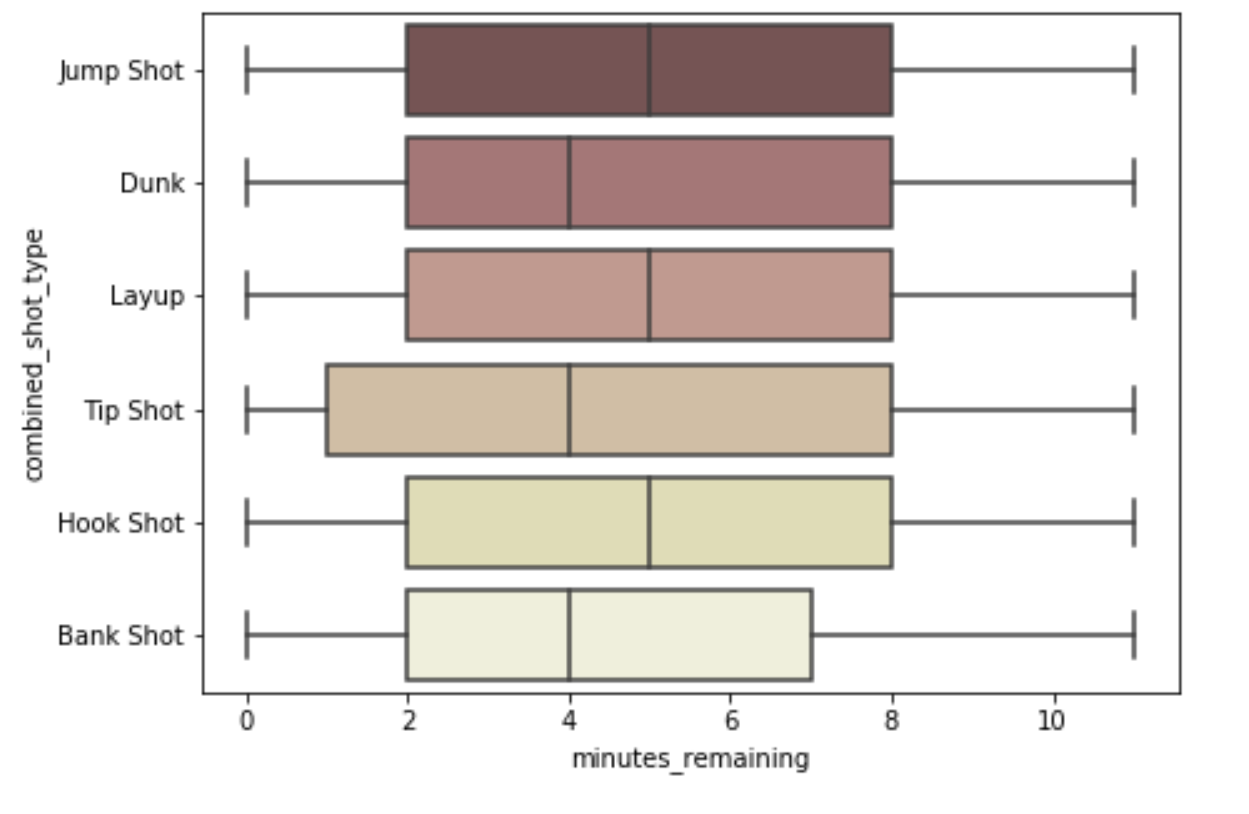 combined_shot_type
Jump Shot
Dunk
Layup
Tip Shot
Hook Shot
Bank Shot
0 2 4 6 8 10
minutes_remaining